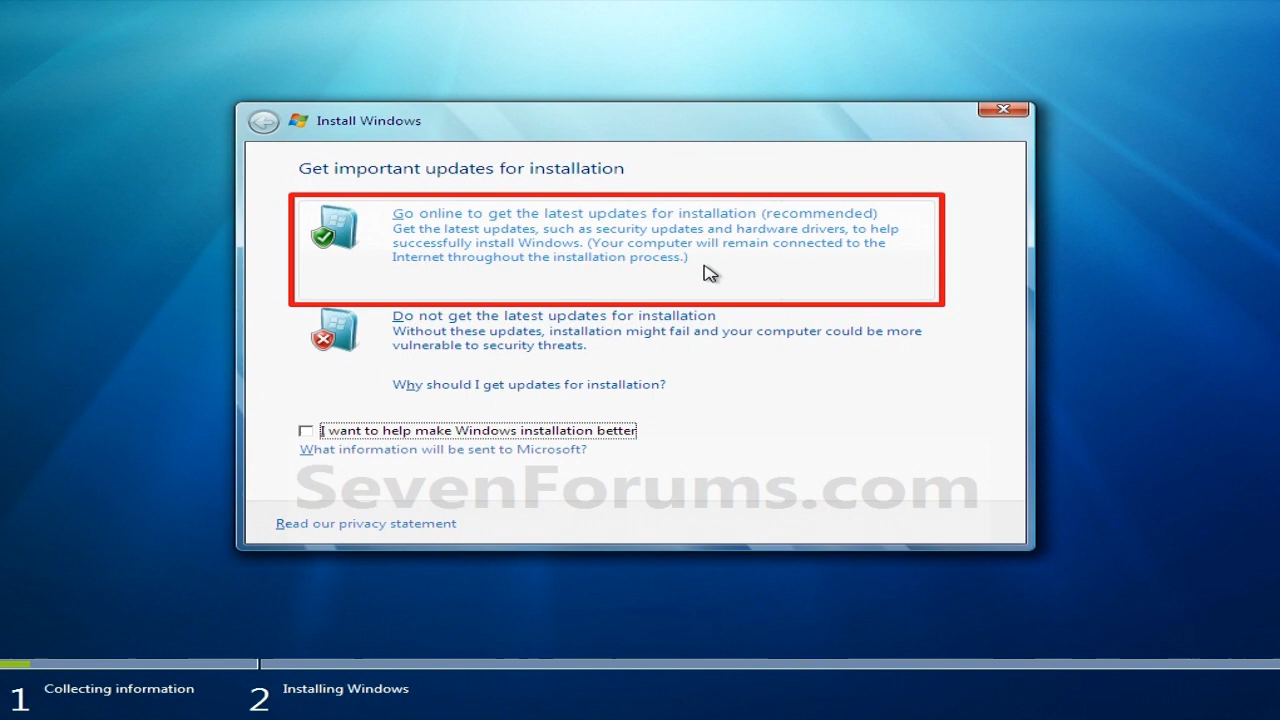 Install Windows
Get important updates for installation
Go online to get the latest updates for installation (recommended)
Get the latest updates, such as security updates and hardware drivers, to help
successfully install Windows. (Your computer will remain connected to the
Internet throughout the installation process.)
Do not get the latest updates for installation
Without these updates, installation might fail and your computer could be more
vulnerable to security threats.
Why should I get updates for installation?
I want to help make Windows installation better
What information will be sent to Microsoft?
SevenForums.com
Read our privacy statement
1 Collecting information
2 Installing Windows